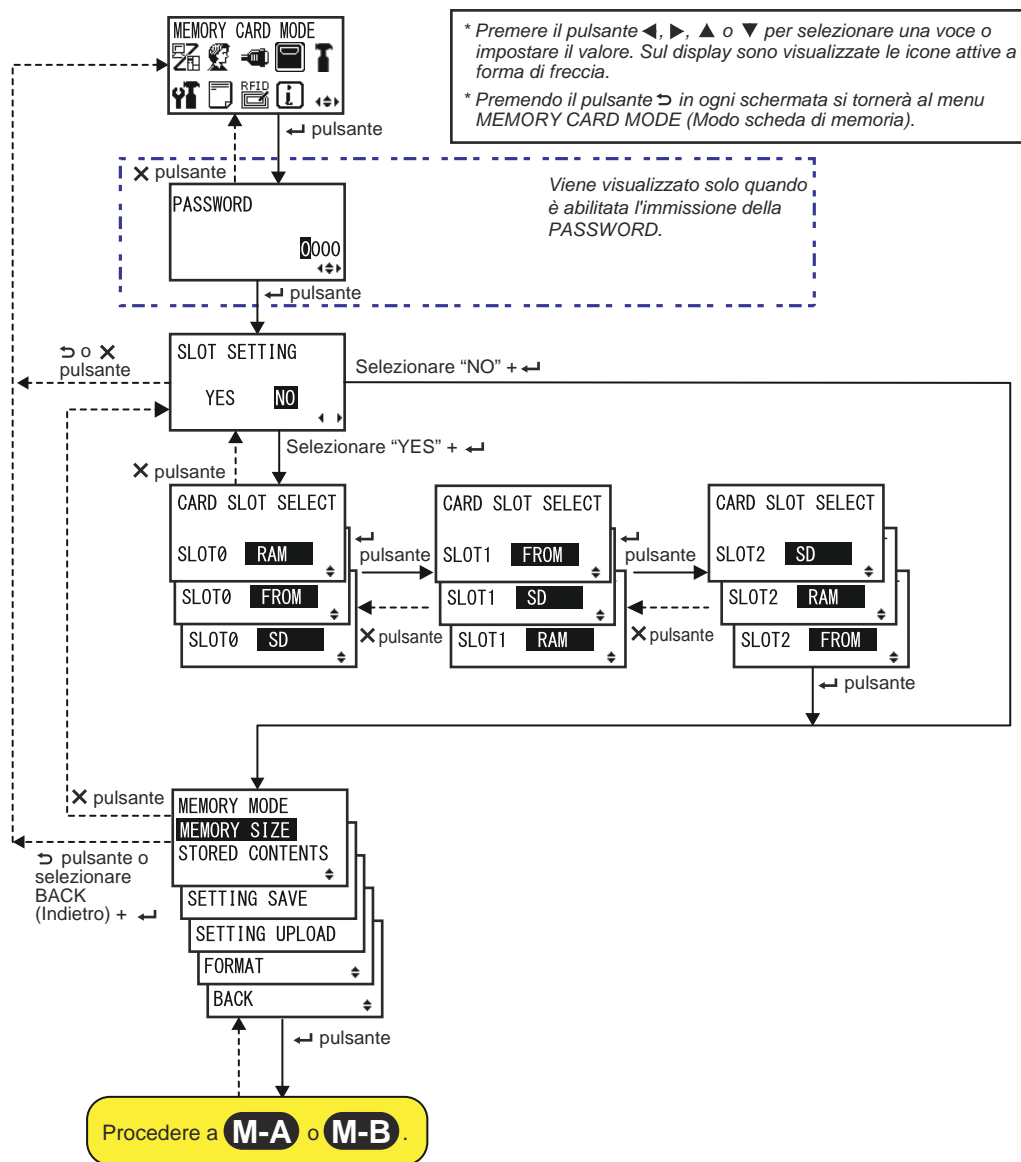 MEMORY CARD MODE
RFID
* Premere il pulsante ◀, ▶, ▲ o ▼ per selezionare una voce o
impostare il valore. Sul display sono visualizzate le icone attive a
forma di freccia.
* Premendo il pulsante ⮌ in ogni schermata si tornerà al menu
MEMORY CARD MODE (Modo scheda di memoria).
↵ pulsante
✕ pulsante
Viene visualizzato solo quando
è abilitata l'immissione della
PASSWORD.
PASSWORD
0000
↵ pulsante
SLOT SETTING
YES NO
⮌ o ✕
pulsante
Selezionare “NO” + ↵
Selezionare “YES” + ↵
✕ pulsante
CARD SLOT SELECT
SLOT0 RAM
SLOT0 FROM
SLOT0 SD
↵
pulsante
✕ pulsante
CARD SLOT SELECT
SLOT1 FROM
SLOT1 SD
SLOT1 RAM
↵
pulsante
✕ pulsante
CARD SLOT SELECT
SLOT2 SD
SLOT2 RAM
SLOT2 FROM
↵ pulsante
✕ pulsante
MEMORY MODE
MEMORY SIZE
STORED CONTENTS
SETTING SAVE
SETTING UPLOAD
FORMAT
BACK
⮌ pulsante o
selezionare
BACK
(Indietro) + ↵
↵ pulsante
Procedere a M-A o M-B .